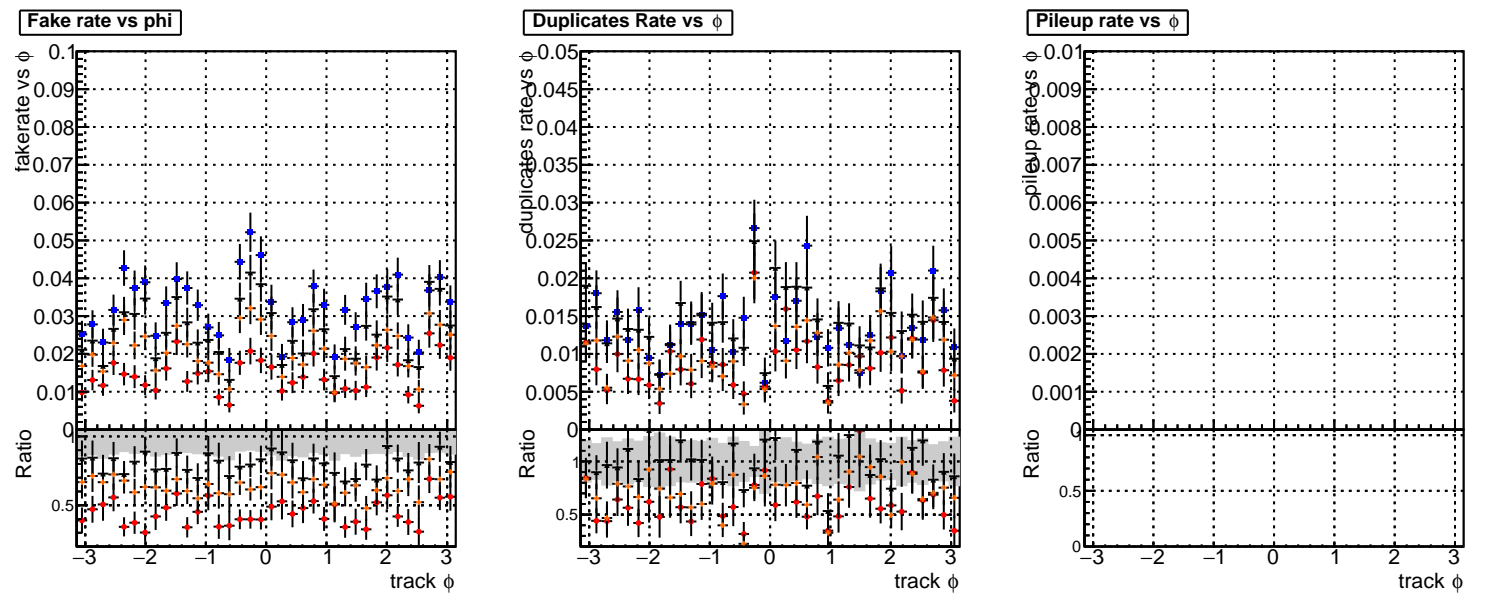 Fake rate vs phi
fakerate vs ϕ
0.1
0.09
0.08
0.07
0.06
0.05
0.04
0.03
0.02
0.01
0
Ratio
1
0.5
−3 −2 −1 0 1 2 3
track ϕ
Duplicates Rate vs ϕ
duplicates rate vs ϕ
0.05
0.045
0.04
0.035
0.03
0.025
0.02
0.015
0.01
0.005
0
Ratio
1
0.5
−3 −2 −1 0 1 2 3
track ϕ
Pileup rate vs ϕ
pileup rate vs ϕ
0.01
0.009
0.008
0.007
0.006
0.005
0.004
0.003
0.002
0.001
0
Ratio
1
0.5
0
−3 −2 −1 0 1 2 3
track ϕ